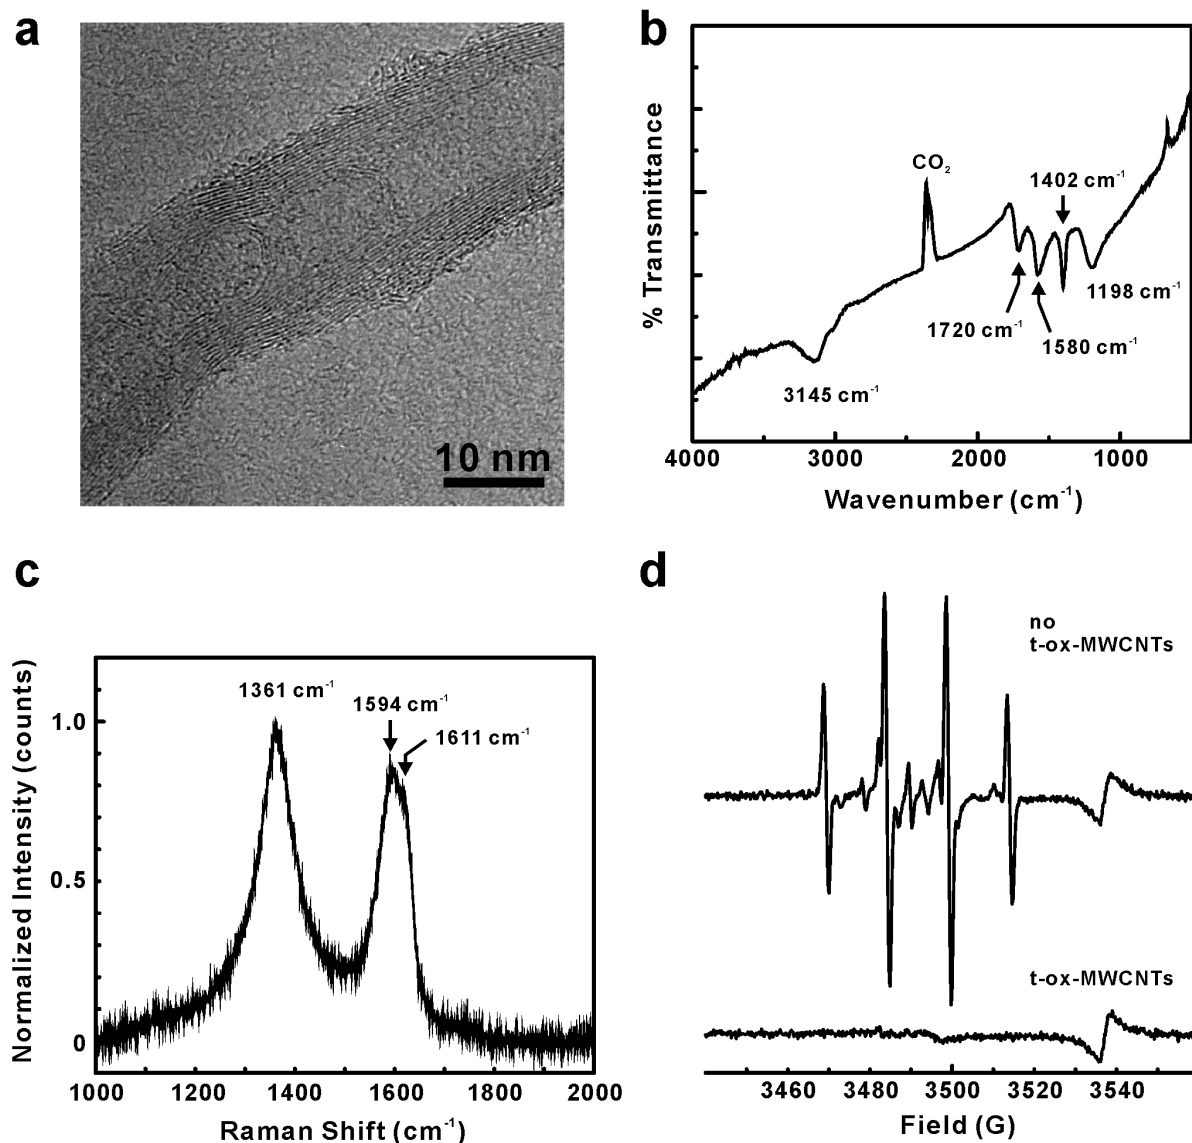 a
10 nm
b
% Transmittance
CO₂
1402 cm⁻¹
1720 cm⁻¹
1580 cm⁻¹
1198 cm⁻¹
3145 cm⁻¹
4000 3000 2000 1000
Wavenumber (cm⁻¹)
c
Normalized Intensity (counts)
1.0
0.5
0
1361 cm⁻¹
1594 cm⁻¹
1611 cm⁻¹
1000 1200 1400 1600 1800 2000
Raman Shift (cm⁻¹)
d
no
t-ox-MWCNTs
t-ox-MWCNTs
3460 3480 3500 3520 3540
Field (G)